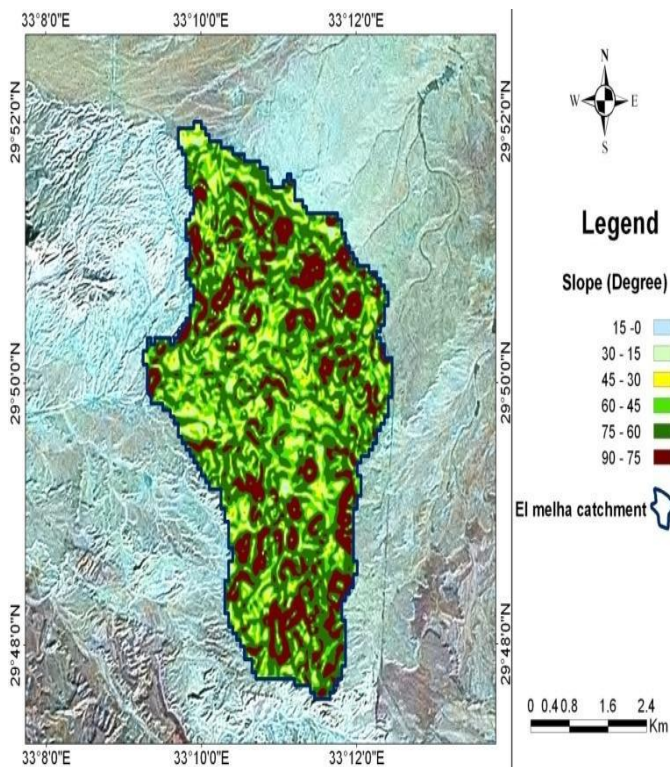 33°8'0"E 33°10'0"E 33°12'0"E
29°52'0"N 29°52'0"N
29°50'0"N 29°50'0"N
29°48'0"N 29°48'0"N
33°8'0"E 33°10'0"E 33°12'0"E
N
W E
S
Legend
Slope (Degree)
15 -0
30 - 15
45 - 30
60 - 45
75 - 60
90 - 75
El melha catchment
0 0.4 0.8 1.6 2.4
Km